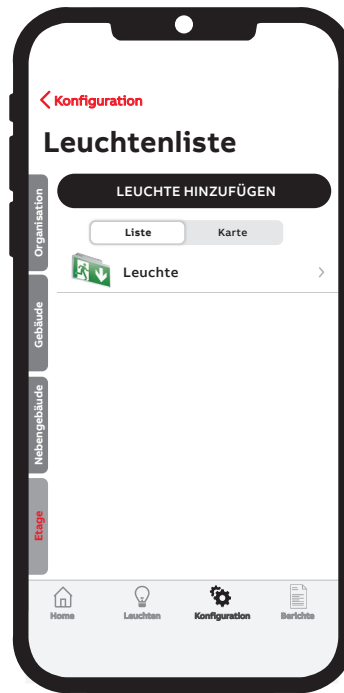 Konfiguration
Leuchtenliste
LEUCHTE HINZUFÜGEN
Liste
Karte
Leuchte
Organisation
Gebäude
Nebengebäude
Etage
Home
Leuchten
Konfiguration
Berichte